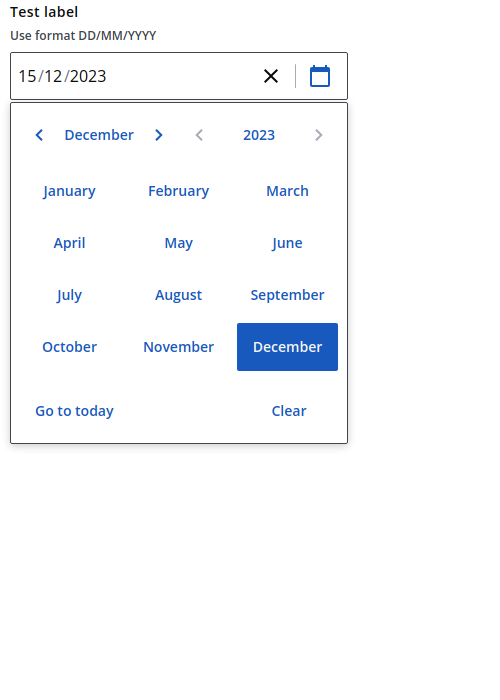 Test label
Use format DD/MM/YYYY
15/12/2023
December 2023
January February March
April May June
July August September
October November December
Go to today Clear